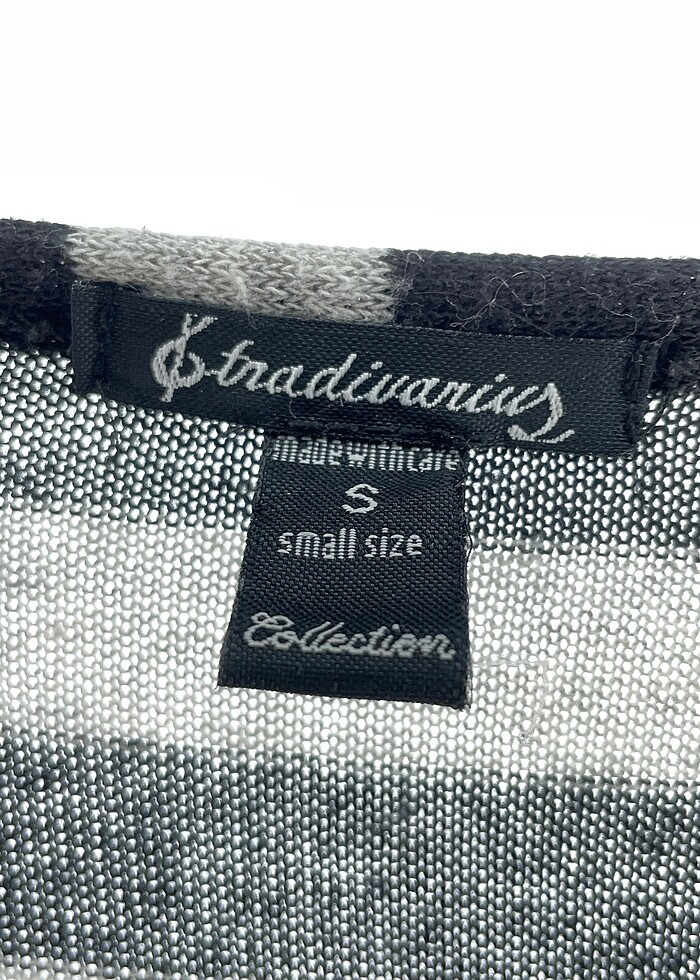 Stradivarius
made with care
S
small size
Collection